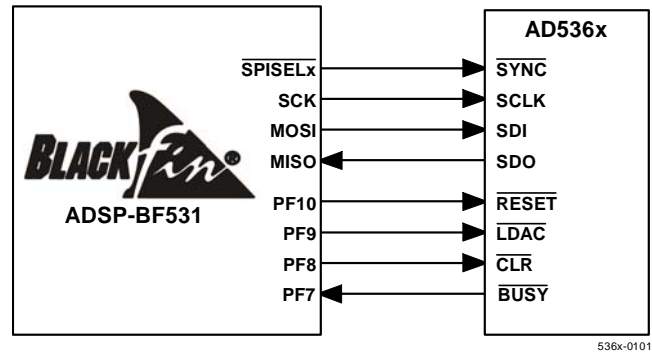 AD536x
SPISELx SYNC
SCK SCLK
MOSI SDI
MISO SDO
BLACKfin®
ADSP-BF531
PF10 RESET
PF9 LDAC
PF8 CLR
PF7 BUSY
536x-0101